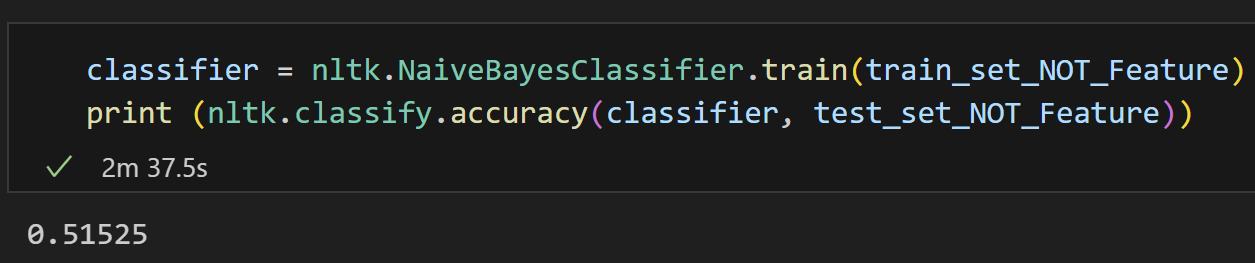 classifier = nltk.NaiveBayesClassifier.train(train_set_NOT_Feature)
print (nltk.classify.accuracy(classifier, test_set_NOT_Feature))
✓ 2m 37.5s
0.51525